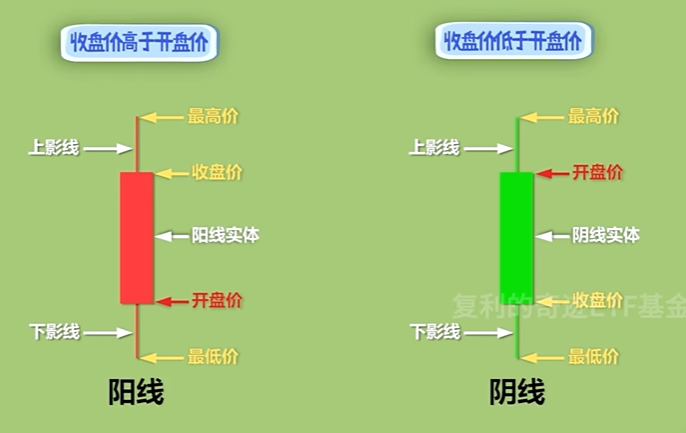 收盘价高于开盘价
收盘价低于开盘价
最高价
上影线
收盘价
阳线实体
开盘价
下影线
最低价
阳线
最高价
上影线
开盘价
阴线实体
收盘价
复利的奇迹ETF基金
下影线
最低价
阴线